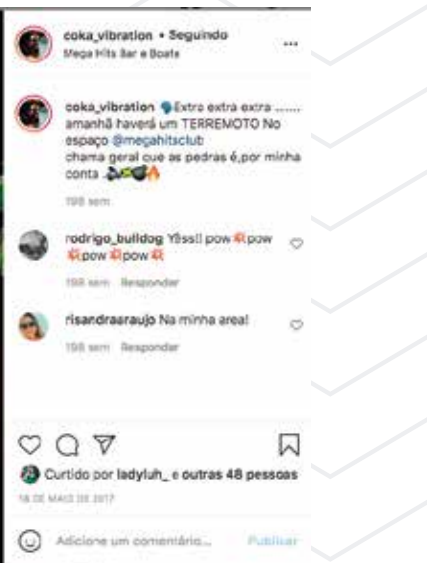 coka_vibration • Seguindo
Mega Hits Bar e Boate
coka_vibration 🗣Extra extra extra ......
amanhã haverá um TERREMOTO No
espaço @megahitsclub
chama geral que as pedras é,por minha
conta
198 sem
rodrigo_bulldog Yëss!! pow💥pow
💥pow💥pow💥
198 sem Responder
risandraaraujo Na minha area!
198 sem Responder
Curtido por ladyluh_ e outras 48 pessoas
18 DE MAIO DE 2017
Adicione um comentário... Publicar